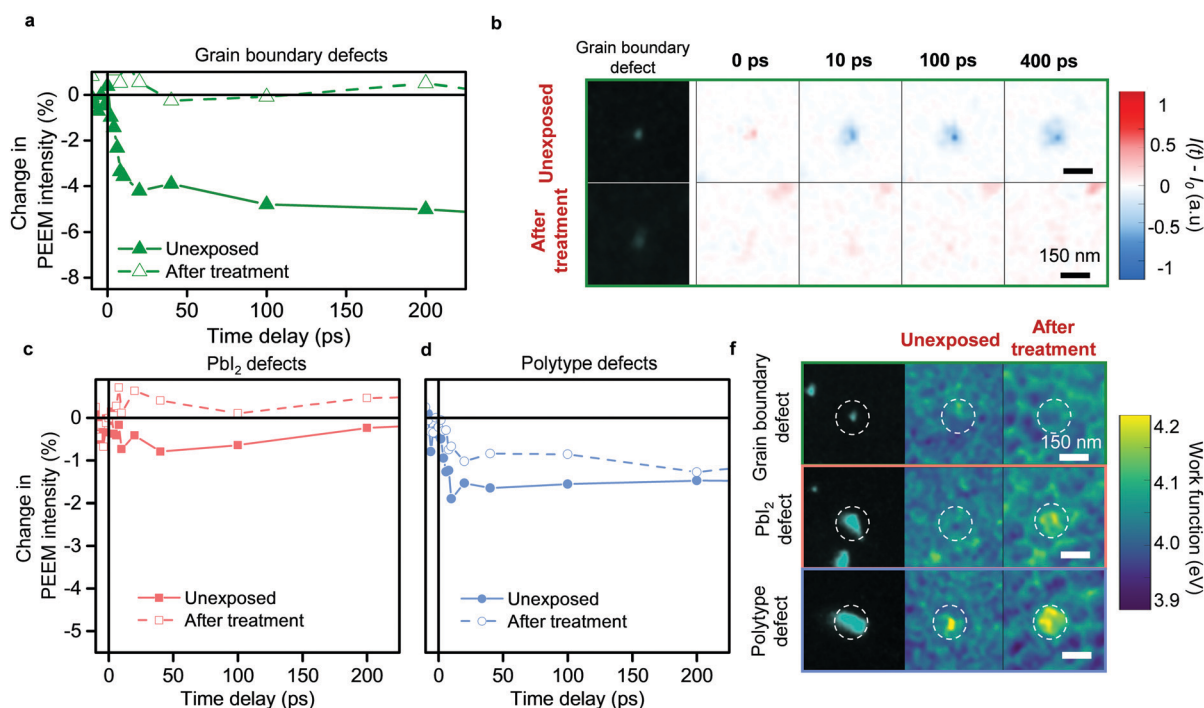 a
Grain boundary defects
0
-2
-4
-6
-8
Change in
PEEM intensity (%)
Unexposed
After treatment
0 50 100 150 200
Time delay (ps)
b
Grain boundary
defect
0 ps 10 ps 100 ps 400 ps
Unexposed
After
treatment
150 nm
1
0.5
0
-0.5
-1
I(t) - I₀ (a.u)
c
PbI₂ defects
0
-1
-2
-3
-4
-5
Change in
PEEM intensity (%)
Unexposed
After treatment
0 50 100 150 200
Time delay (ps)
d
Polytype defects
Unexposed
After treatment
0 50 100 150 200
Time delay (ps)
f
Unexposed
After
treatment
Grain boundary
defect
150 nm
PbI₂
defect
Polytype
defect
4.2
4.1
4.0
3.9
Work function (eV)